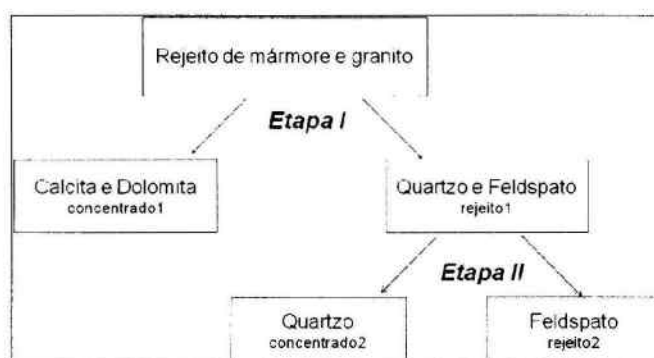 Rejeito de mármore e granito
Etapa I
Calcita e Dolomita
concentrado1
Quartzo e Feldspato
rejeito1
Etapa II
Quartzo
concentrado2
Feldspato
rejeito2